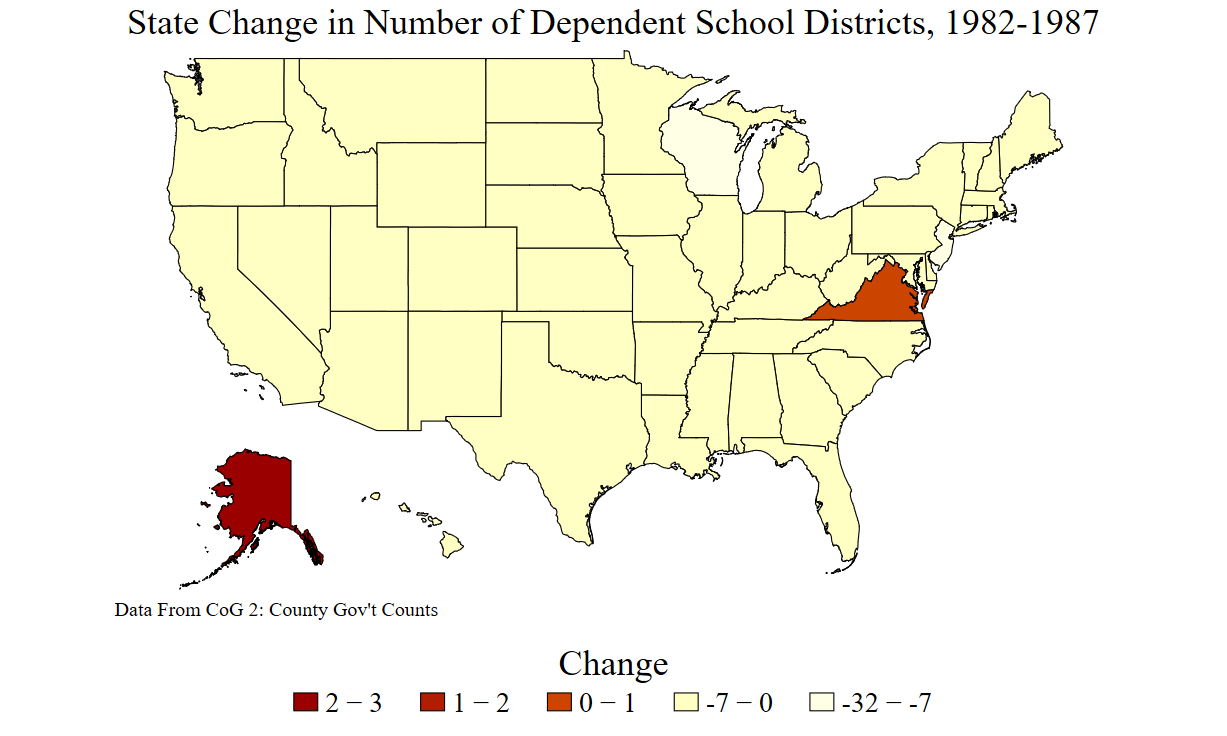 State Change in Number of Dependent School Districts, 1982-1987
Data From CoG 2: County Gov't Counts
Change
2 − 3 1 − 2 0 − 1 -7 − 0 -32 − -7